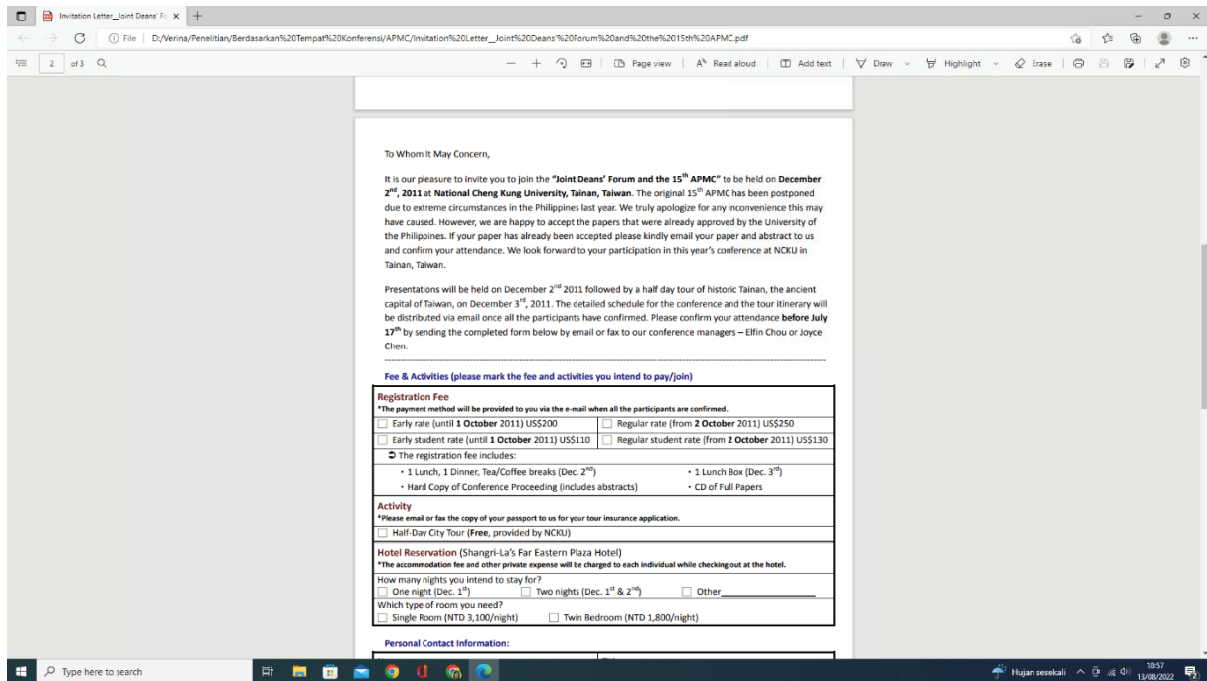 Invitation Letter__Joint Deans' Fo
File
D:/Verina/Penelitian/Berdasarkan%20Tempat%20Konferensi/APMC/Invitation%20Letter__Joint%20Deans'%20Forum%20and%20the%2015th%20APMC.pdf
2 of 3
Page view
Read aloud
Add text
Draw
Highlight
Erase
To Whom It May Concern,
It is our pleasure to invite you to join the "Joint Deans' Forum and the 15th APMC" to be held on December
2nd, 2011 at National Cheng Kung University, Tainan, Taiwan. The original 15th APMC has been postponed
due to extreme circumstances in the Philippines last year. We truly apologize for any inconvenience this may
have caused. However, we are happy to accept the papers that were already approved by the University of
the Philippines. If your paper has already been accepted please kindly email your paper and abstract to us
and confirm your attendance. We look forward to your participation in this year's conference at NCKU in
Tainan, Taiwan.
Presentations will be held on December 2nd 2011 followed by a half day tour of historic Tainan, the ancient
capital of Taiwan, on December 3rd, 2011. The detailed schedule for the conference and the tour itinerary will
be distributed via email once all the participants have confirmed. Please confirm your attendance before July
17th by sending the completed form below by email or fax to our conference managers – Elfin Chou or Joyce
Chen.
Fee & Activities (please mark the fee and activities you intend to pay/join)
Registration Fee
*The payment method will be provided to you via the e-mail when all the participants are confirmed.
Early rate (until 1 October 2011) US$200
Regular rate (from 2 October 2011) US$250
Early student rate (until 1 October 2011) US$110
Regular student rate (from 2 October 2011) US$130
➲ The registration fee includes:
• 1 Lunch, 1 Dinner, Tea/Coffee breaks (Dec. 2nd)
• 1 Lunch Box (Dec. 3rd)
• Hard Copy of Conference Proceeding (includes abstracts)
• CD of Full Papers
Activity
*Please email or fax the copy of your passport to us for your tour insurance application.
Half-Day City Tour (Free, provided by NCKU)
Hotel Reservation (Shangri-La's Far Eastern Plaza Hotel)
*The accommodation fee and other private expense will be charged to each individual while checking out at the hotel.
How many nights you intend to stay for?
One night (Dec. 1st)
Two nights (Dec. 1st & 2nd)
Other
Which type of room you need?
Single Room (NTD 3,100/night)
Twin Bedroom (NTD 1,800/night)
Personal Contact Information:
Type here to search
Hujan sesekali
18:57
13/08/2022